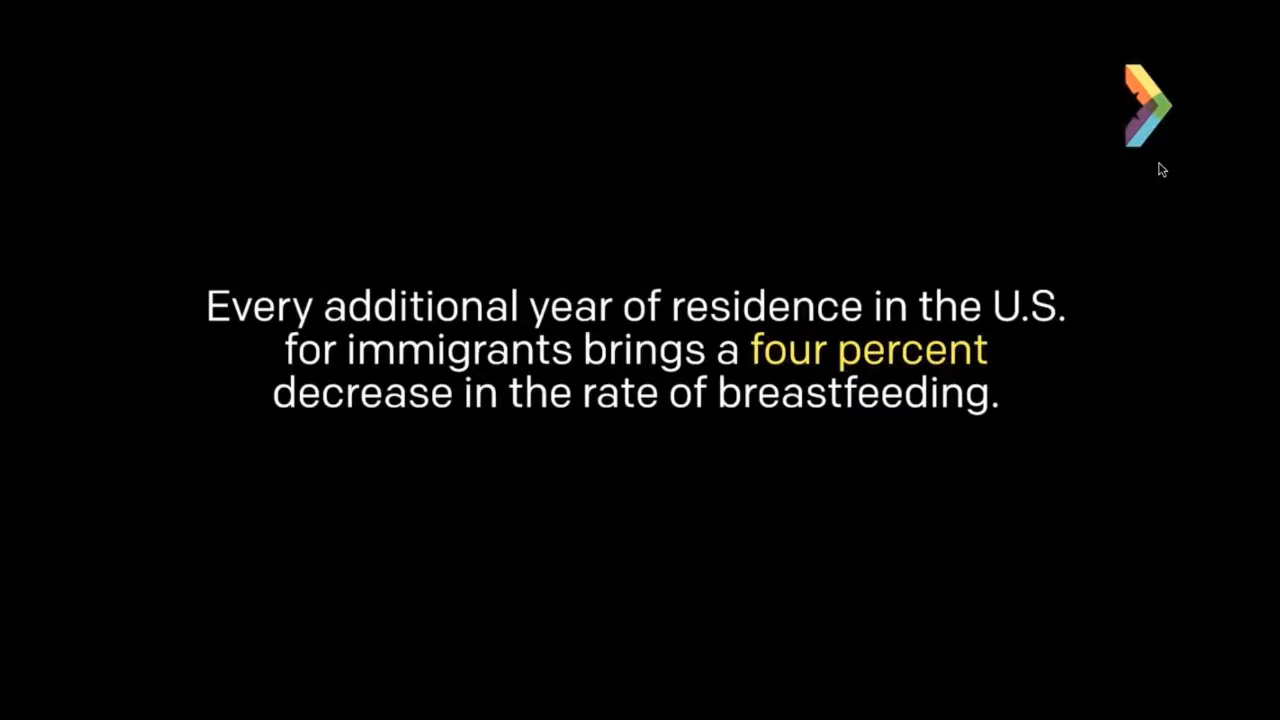 Every additional year of residence in the U.S.
for immigrants brings a four percent
decrease in the rate of breastfeeding.